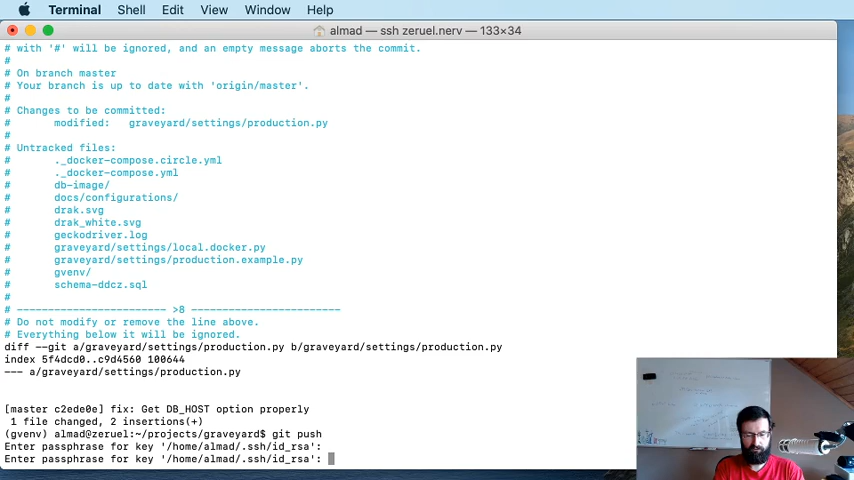 Terminal Shell Edit View Window Help
almad — ssh zeruel.nerv — 133×34
# with '#' will be ignored, and an empty message aborts the commit.
#
# On branch master
# Your branch is up to date with 'origin/master'.
#
# Changes to be committed:
#       modified:   graveyard/settings/production.py
#
# Untracked files:
#       ._docker-compose.circle.yml
#       ._docker-compose.yml
#       db-image/
#       docs/configurations/
#       drak.svg
#       drak_white.svg
#       geckodriver.log
#       graveyard/settings/local.docker.py
#       graveyard/settings/production.example.py
#       gvenv/
#       schema-ddcz.sql
#
# ------------------------ >8 ------------------------
# Do not modify or remove the line above.
# Everything below it will be ignored.
diff --git a/graveyard/settings/production.py b/graveyard/settings/production.py
index 5f4dcd0..c9d4560 100644
--- a/graveyard/settings/production.py
[master c2ede0e] fix: Get DB_HOST option properly
 1 file changed, 2 insertions(+)
(gvenv) almad@zeruel:~/projects/graveyard$ git push
Enter passphrase for key '/home/almad/.ssh/id_rsa':
Enter passphrase for key '/home/almad/.ssh/id_rsa':